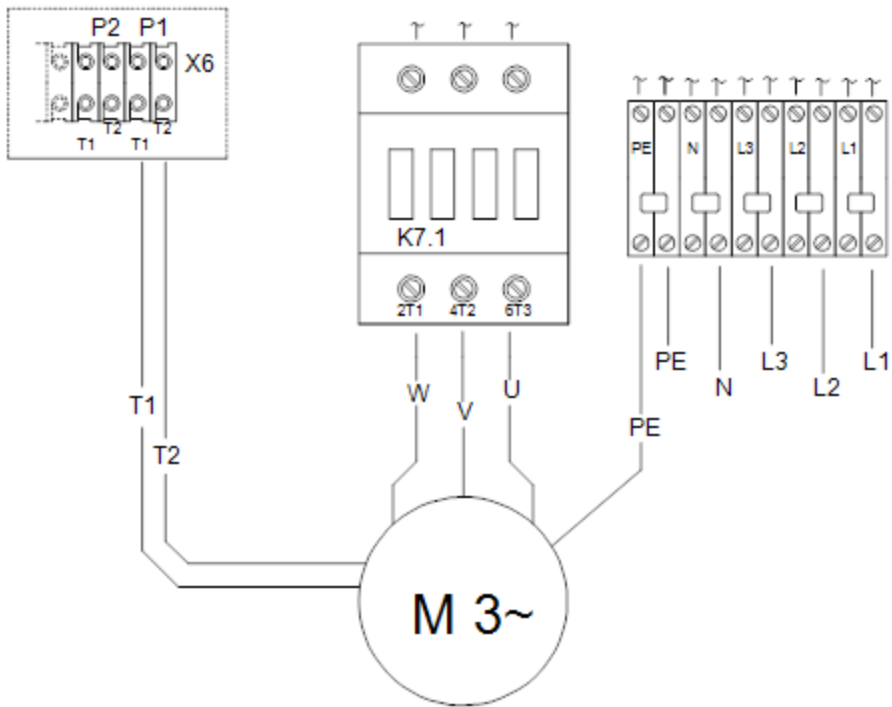 P2 P1
X6
T2 T2
T1 T1
PE N L3 L2 L1
K7.1
2T1 4T2 6T3
PE L3 L1
N L2
W U
V
T1
PE
T2
M 3~